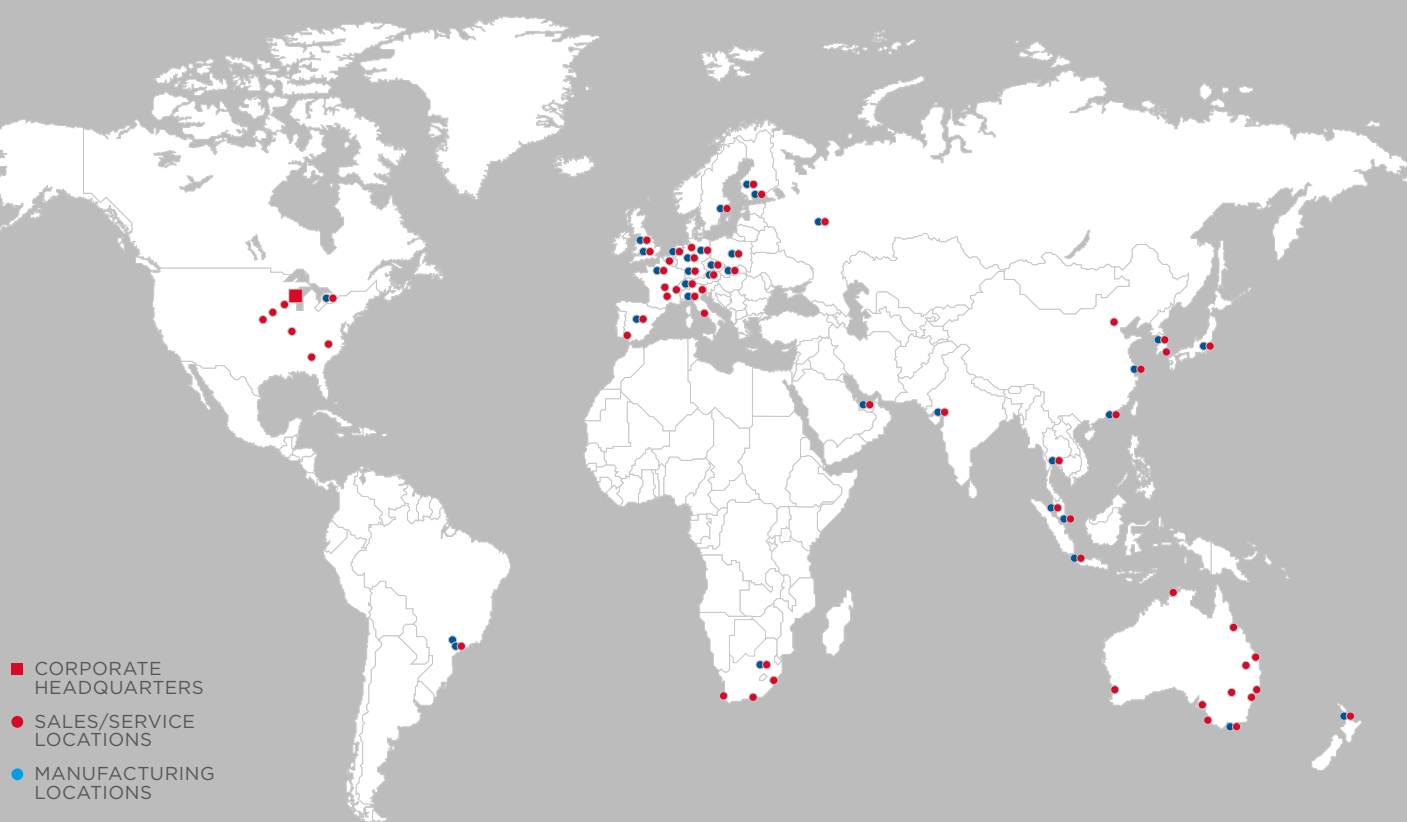 CORPORATE
HEADQUARTERS
SALES/SERVICE
LOCATIONS
MANUFACTURING
LOCATIONS